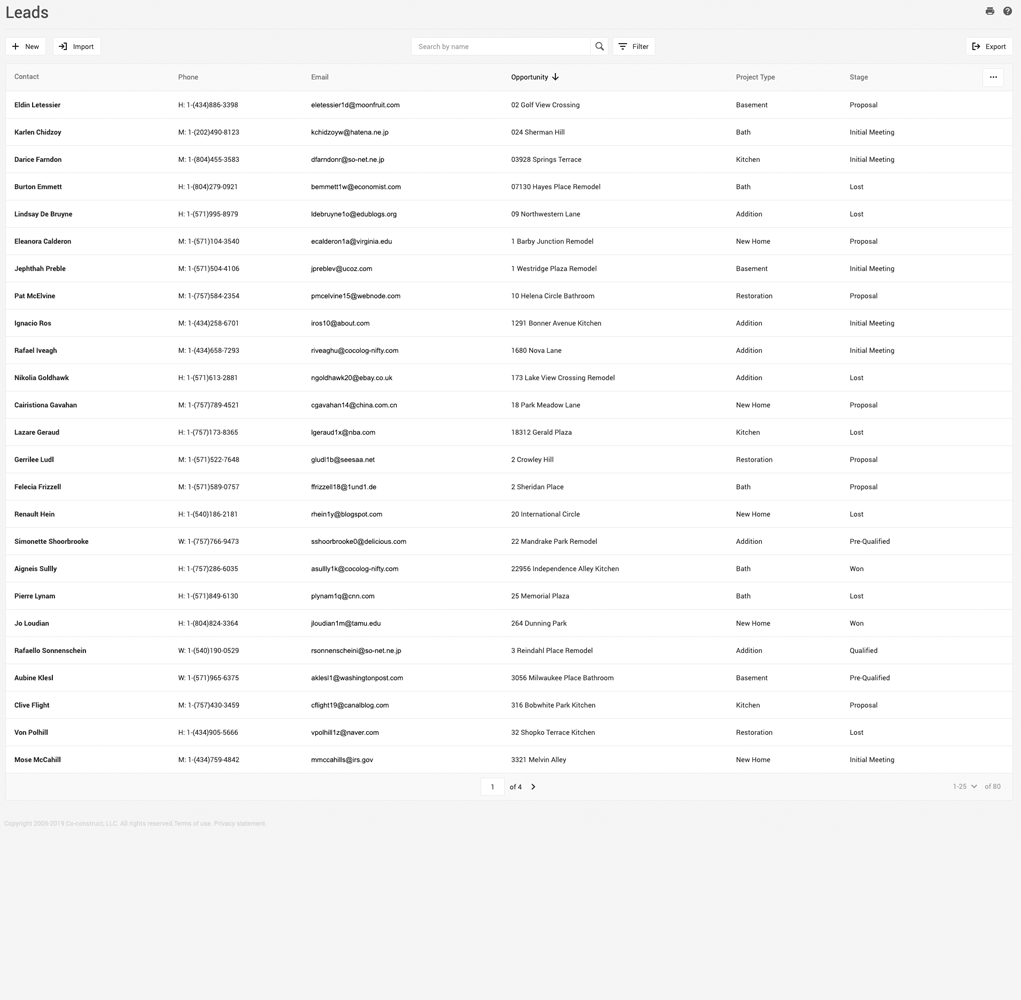 Leads
New Import Search by name Filter Export
Contact Phone Email Opportunity Project Type Stage
Eldin Letessier H: 1-(434)886-3398 eletessier1d@moonfruit.com 02 Golf View Crossing Basement Proposal
Karlen Chidzoy M: 1-(202)490-8123 kchidzoyw@hatena.ne.jp 024 Sherman Hill Bath Initial Meeting
Darice Farndon M: 1-(804)455-3583 dfarndonr@so-net.ne.jp 03928 Springs Terrace Kitchen Initial Meeting
Burton Emmett H: 1-(804)279-0921 bemmett1w@economist.com 07130 Hayes Place Remodel Bath Lost
Lindsay De Bruyne H: 1-(571)995-8979 ldebruyne1o@edublogs.org 09 Northwestern Lane Addition Lost
Eleanora Calderon M: 1-(571)104-3540 ecalderon1a@virginia.edu 1 Barby Junction Remodel New Home Proposal
Jephthah Preble M: 1-(571)504-4106 jpreblev@ucoz.com 1 Westridge Plaza Remodel Basement Initial Meeting
Pat McElvine M: 1-(757)584-2354 pmcelvine15@webnode.com 10 Helena Circle Bathroom Restoration Proposal
Ignacio Ros M: 1-(434)258-6701 iros10@about.com 1291 Bonner Avenue Kitchen Addition Initial Meeting
Rafael Iveagh M: 1-(434)658-7293 riveaghu@cocolog-nifty.com 1680 Nova Lane Addition Initial Meeting
Nikolia Goldhawk H: 1-(571)613-2881 ngoldhawk20@ebay.co.uk 173 Lake View Crossing Remodel Addition Lost
Cairistiona Gavahan M: 1-(757)789-4521 cgavahan14@china.com.cn 18 Park Meadow Lane New Home Proposal
Lazare Geraud H: 1-(757)173-8365 lgeraud1x@nba.com 18312 Gerald Plaza Kitchen Lost
Gerrilee Ludl M: 1-(571)522-7648 gludl1b@seesaa.net 2 Crowley Hill Restoration Proposal
Felecia Frizzell M: 1-(571)589-0757 ffrizzell18@1und1.de 2 Sheridan Place Bath Proposal
Renault Hein H: 1-(540)186-2181 rhein1y@blogspot.com 20 International Circle New Home Lost
Simonette Shoorbrooke W: 1-(757)766-9473 sshoorbrooke0@delicious.com 22 Mandrake Park Remodel Addition Pre-Qualified
Aigneis Sullly H: 1-(757)286-6035 asullly1k@cocolog-nifty.com 22956 Independence Alley Kitchen Bath Won
Pierre Lynam H: 1-(571)849-6130 plynam1q@cnn.com 25 Memorial Plaza Bath Lost
Jo Loudian H: 1-(804)824-3364 jloudian1m@tamu.edu 264 Dunning Park New Home Won
Rafaello Sonnenschein W: 1-(540)190-0529 rsonnenscheini@so-net.ne.jp 3 Reindahl Place Remodel Addition Qualified
Aubine Klesl W: 1-(571)965-6375 aklesl1@washingtonpost.com 3056 Milwaukee Place Bathroom Basement Pre-Qualified
Clive Flight M: 1-(757)430-3459 cflight19@canalblog.com 316 Bobwhite Park Kitchen Kitchen Proposal
Von Polhill H: 1-(434)905-5666 vpolhill1z@naver.com 32 Shopko Terrace Kitchen Restoration Lost
Mose McCahill M: 1-(434)759-4842 mmccahills@irs.gov 3321 Melvin Alley New Home Initial Meeting
1 of 4 1-25 of 80
Copyright 2005-2019 Co-construct, LLC. All rights reserved.Terms of use. Privacy statement.